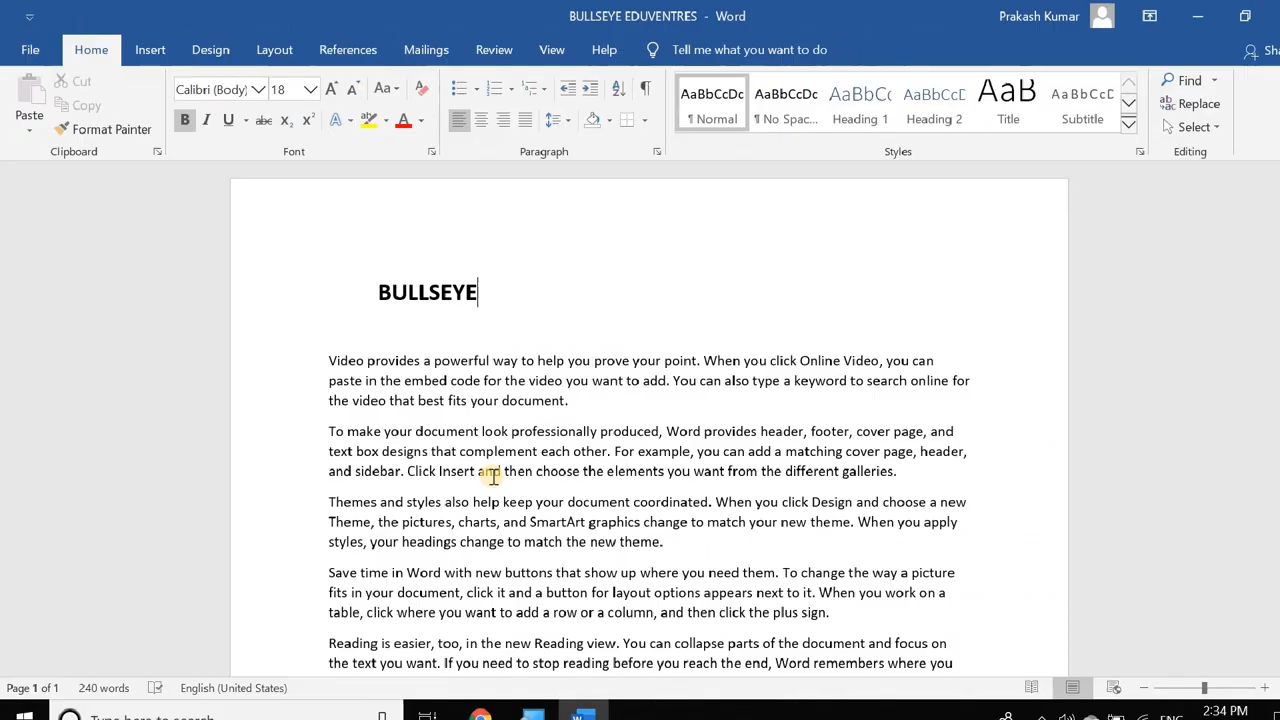 BULLSEYE EDUVENTRES - Word
Prakash Kumar
File Home Insert Design Layout References Mailings Review View Help Tell me what you want to do
Cut
Copy
Format Painter
Paste
Clipboard
Calibri (Body) 18
Font
Paragraph
AaBbCcDc AaBbCcDc AaBbCc AaBbCcD AaB AaBbCcD
¶ Normal ¶ No Spac... Heading 1 Heading 2 Title Subtitle
Styles
Find
Replace
Select
Editing
BULLSEYE
Video provides a powerful way to help you prove your point. When you click Online Video, you can
paste in the embed code for the video you want to add. You can also type a keyword to search online for
the video that best fits your document.
To make your document look professionally produced, Word provides header, footer, cover page, and
text box designs that complement each other. For example, you can add a matching cover page, header,
and sidebar. Click Insert and then choose the elements you want from the different galleries.
Themes and styles also help keep your document coordinated. When you click Design and choose a new
Theme, the pictures, charts, and SmartArt graphics change to match your new theme. When you apply
styles, your headings change to match the new theme.
Save time in Word with new buttons that show up where you need them. To change the way a picture
fits in your document, click it and a button for layout options appears next to it. When you work on a
table, click where you want to add a row or a column, and then click the plus sign.
Reading is easier, too, in the new Reading view. You can collapse parts of the document and focus on
the text you want. If you need to stop reading before you reach the end, Word remembers where you
Page 1 of 1 240 words English (United States)
Type here to search
2:34 PM